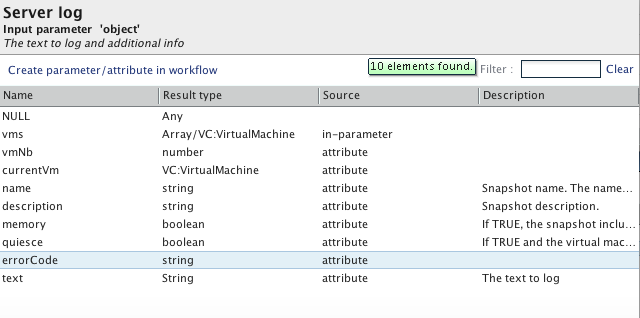 Server log
Input parameter 'object'
The text to log and additional info
Create parameter/attribute in workflow 10 elements found. Filter : Clear
Name Result type Source Description
NULL Any
vms Array/VC:VirtualMachine in-parameter
vmNb number attribute
currentVm VC:VirtualMachine attribute
name string attribute Snapshot name. The name...
description string attribute Snapshot description.
memory boolean attribute If TRUE, the snapshot inclu...
quiesce boolean attribute If TRUE and the virtual mac...
errorCode string attribute
text String attribute The text to log